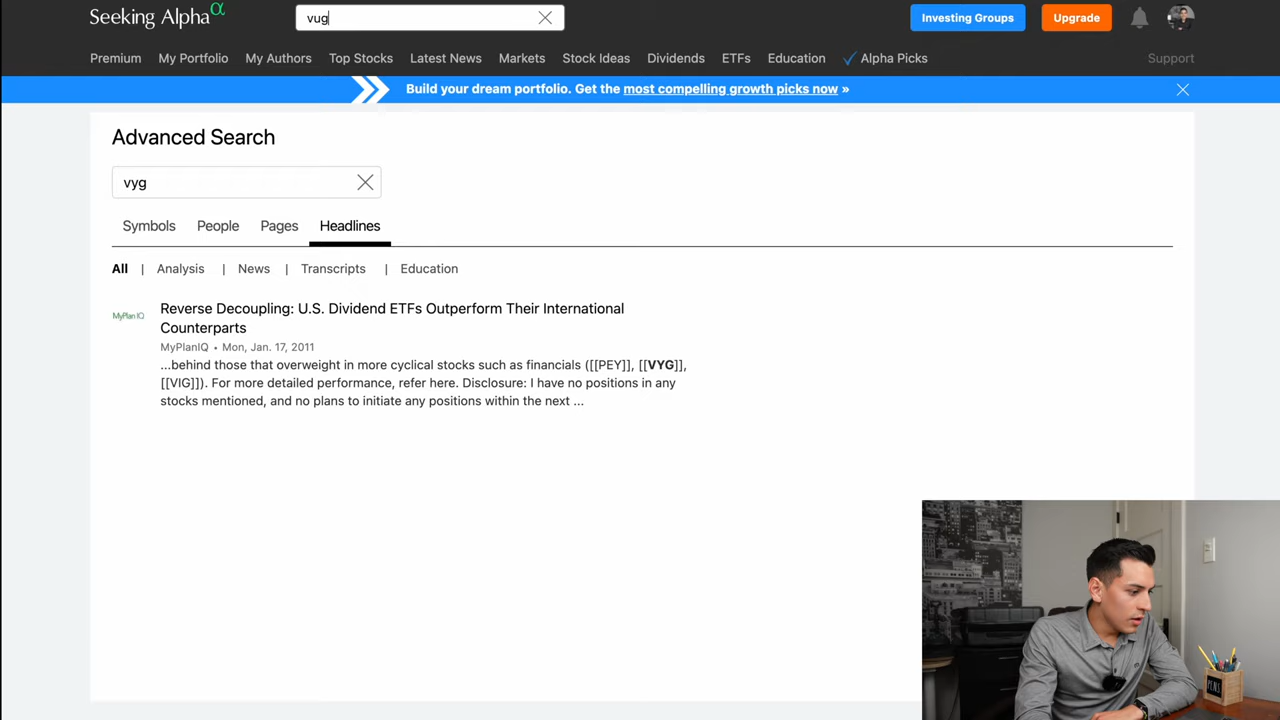 Seeking Alpha α
vug
Investing Groups
Upgrade
Premium My Portfolio My Authors Top Stocks Latest News Markets Stock Ideas Dividends ETFs Education Alpha Picks Support
Build your dream portfolio. Get the most compelling growth picks now »
Advanced Search
vyg
Symbols People Pages Headlines
All | Analysis | News | Transcripts | Education
MyPlanIQ
Reverse Decoupling: U.S. Dividend ETFs Outperform Their International
Counterparts
MyPlanIQ • Mon, Jan. 17, 2011
...behind those that overweight in more cyclical stocks such as financials ([[PEY]], [[VYG]],
[[VIG]]). For more detailed performance, refer here. Disclosure: I have no positions in any
stocks mentioned, and no plans to initiate any positions within the next ...
PENS